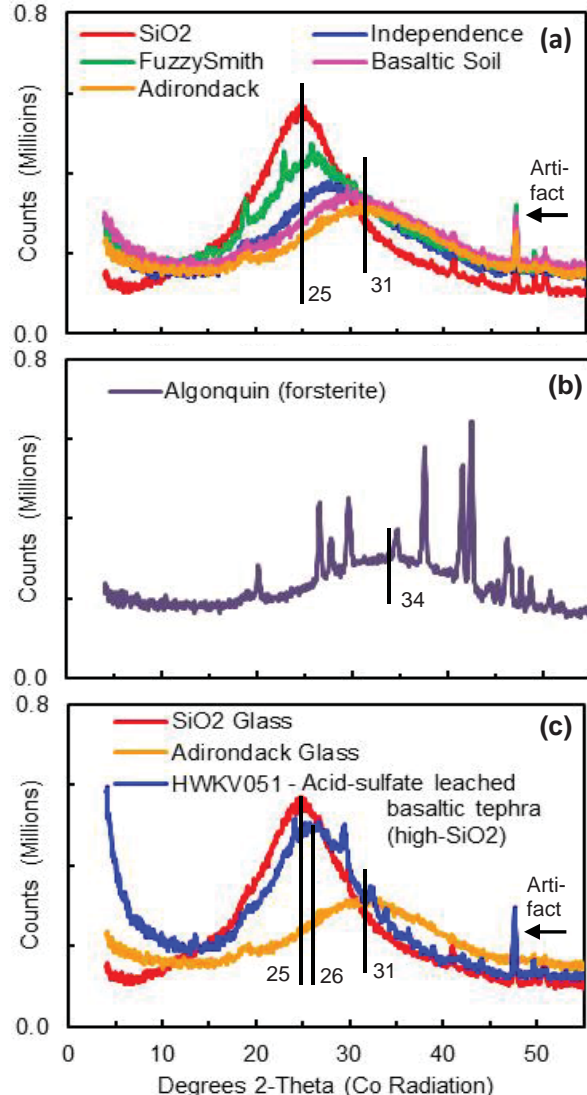 0.8
(a)
SiO2 Independence
FuzzySmith Basaltic Soil
Adirondack
Arti-
fact
Counts (Millioins)
25
31
0.0
0.8
(b)
Algonquin (forsterite)
Counts (Millions)
34
0.0
0.8
(c)
SiO2 Glass
Adirondack Glass
HWKV051 - Acid-sulfate leached
basaltic tephra
(high-SiO2)
Arti-
fact
Counts (Millions)
25 26 31
0.0
0 10 20 30 40 50
Degrees 2-Theta (Co Radiation)